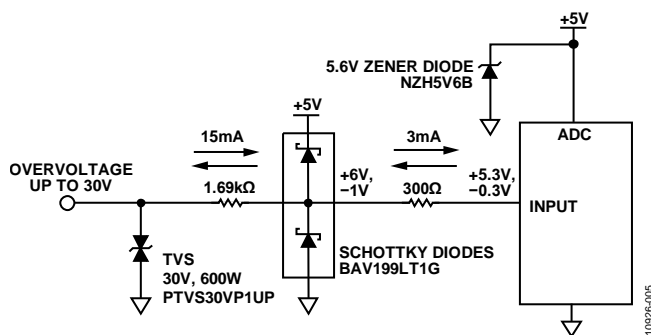 +5V
5.6V ZENER DIODE
NZH5V6B
+5V
15mA
3mA
ADC
OVERVOLTAGE
UP TO 30V
1.69kΩ
+6V,
−1V
300Ω
+5.3V,
−0.3V
INPUT
TVS
30V, 600W
PTVS30VP1UP
SCHOTTKY DIODES
BAV199LT1G
10926-005